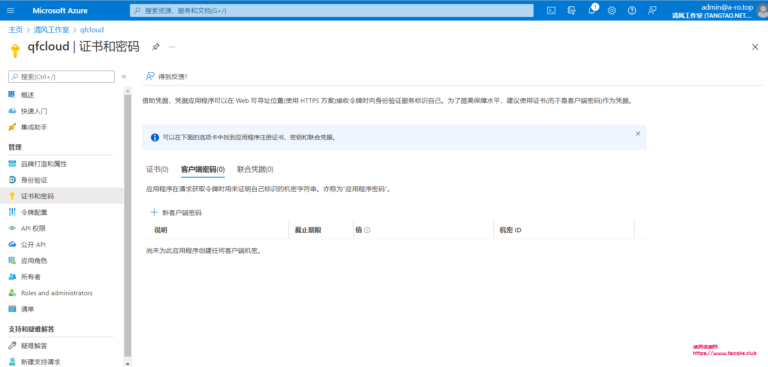 Microsoft Azure
搜索资源、服务和文档(G+/)
1
admin@a-ro.top
清风工作室 (TANGTAO.NET...
主页 > 清风工作室 > qfcloud
qfcloud | 证书和密码
搜索(Ctrl+/)
概述
快速入门
集成助手
管理
品牌打造和属性
身份验证
证书和密码
令牌配置
API 权限
公开 API
应用角色
所有者
Roles and administrators
清单
支持和疑难解答
疑难解答
新建支持请求
得到反馈?
借助凭据，凭据应用程序可以在 Web 可寻址位置(使用 HTTPS 方案)接收令牌时向身份验证服务标识自己。为了提高保障水平，建议使用证书(而不是客户端密码)作为凭据。
可以在下面的选项卡中找到应用程序注册证书、密钥和联合凭据。
证书(0)
客户端密码(0)
联合凭据(0)
应用程序在请求获取令牌时用来证明自己标识的机密字符串。亦称为"应用程序密码"。
新客户端密码
说明
截止期限
值
机密 ID
尚未为此应用程序创建任何客户端机密。
https://www.tangke.club